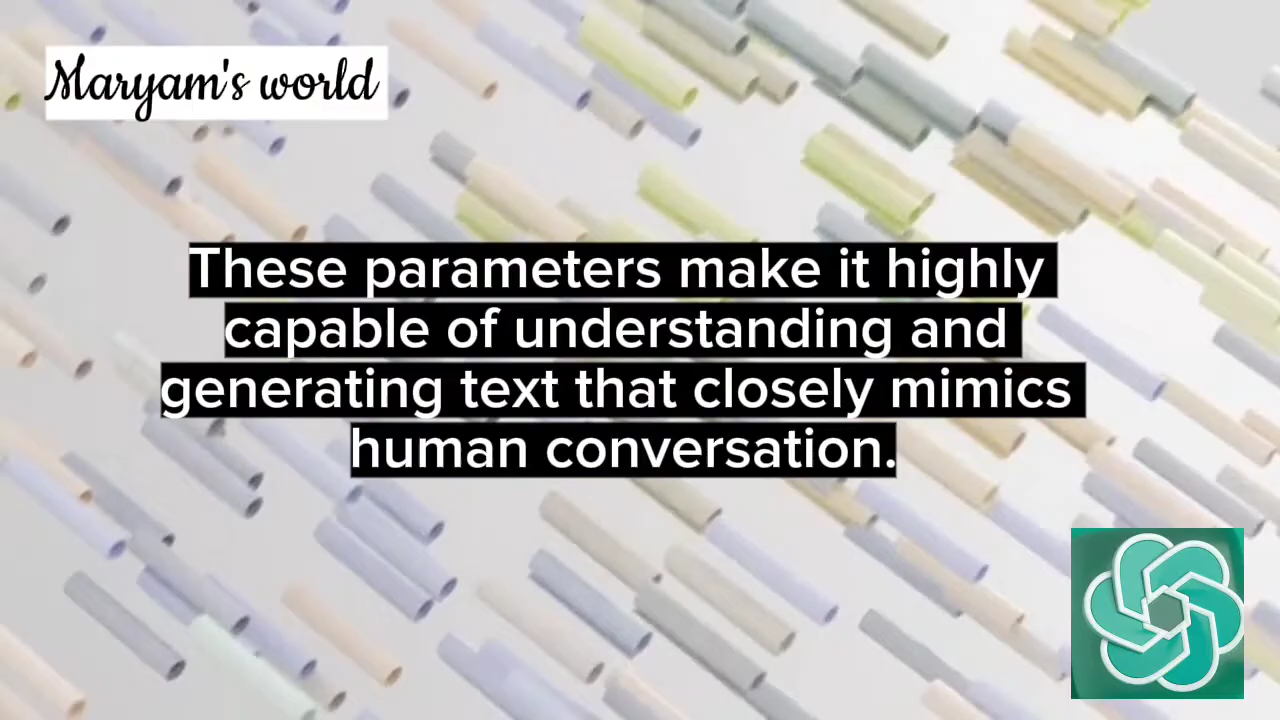 Maryam's world
These parameters make it highly
capable of understanding and
generating text that closely mimics
human conversation.